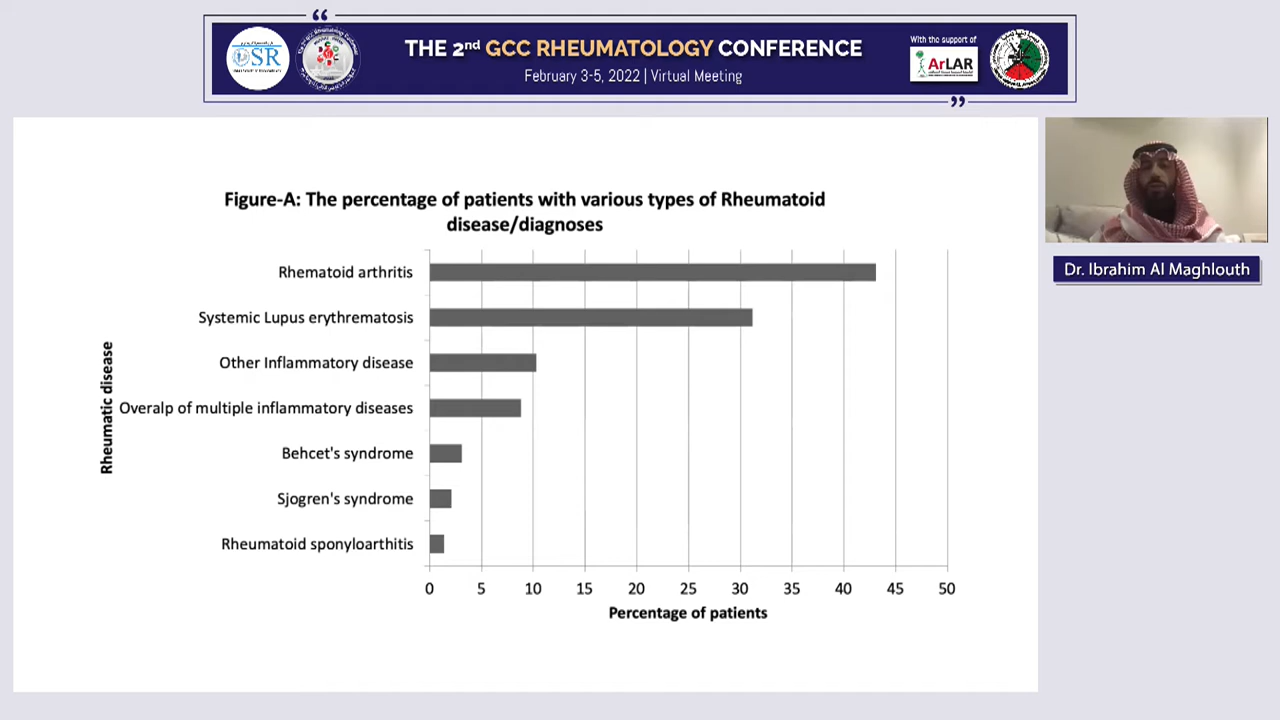 “
THE 2nd GCC RHEUMATOLOGY CONFERENCE
February 3-5, 2022 | Virtual Meeting
With the support of
OSR
ArLAR
”
Figure-A: The percentage of patients with various types of Rheumatoid
disease/diagnoses
Rheumatic disease
Rhematoid arthritis
Systemic Lupus erythrematosis
Other Inflammatory disease
Overalp of multiple inflammatory diseases
Behcet's syndrome
Sjogren's syndrome
Rheumatoid sponyloarthitis
0 5 10 15 20 25 30 35 40 45 50
Percentage of patients
Dr. Ibrahim Al Maghlouth